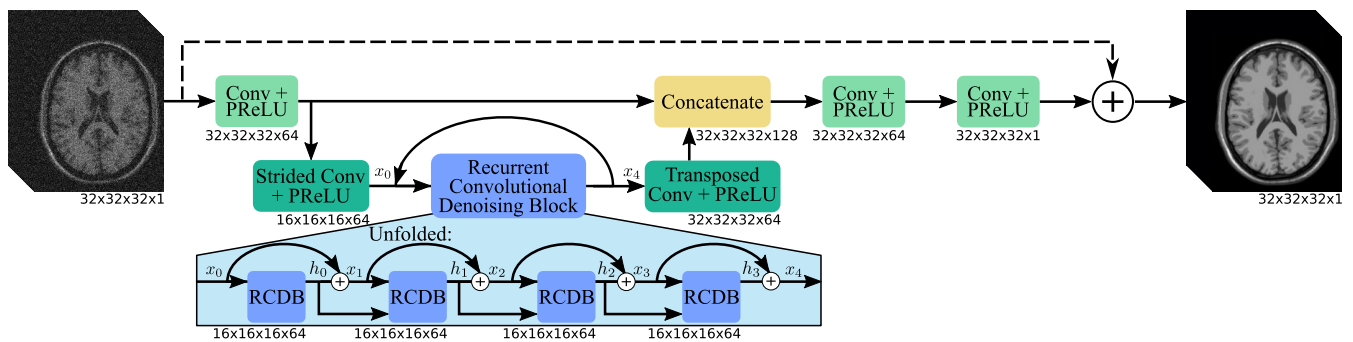 Conv +
PReLU
32x32x32x64
Concatenate
32x32x32x128
Conv +
PReLU
32x32x32x64
Conv +
PReLU
32x32x32x1
+
32x32x32x1
32x32x32x1
Strided Conv
+ PReLU
16x16x16x64
x0
Recurrent
Convolutional
Denoising Block
x4
Transposed
Conv + PReLU
32x32x32x64
Unfolded:
x0
RCDB
h0
+
x1
RCDB
h1
+
x2
RCDB
h2
+
x3
RCDB
h3
+
x4
16x16x16x64
16x16x16x64
16x16x16x64
16x16x16x64